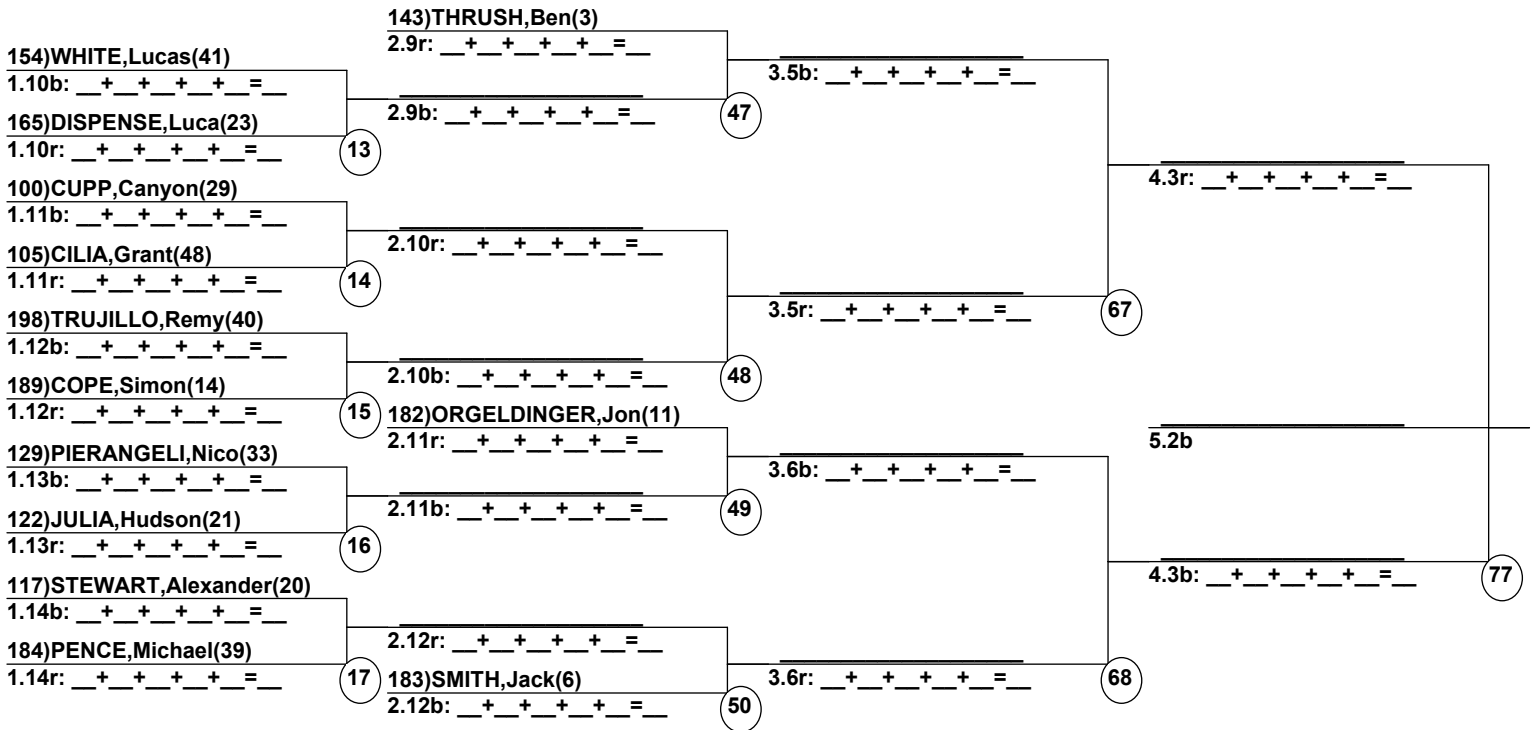 143)THRUSH,Ben(3)
2.9r: __+__+__+__+__=__
154)WHITE,Lucas(41)
1.10b: __+__+__+__+__=__
3.5b: __+__+__+__+__=__
2.9b: __+__+__+__+__=__
47
165)DISPENSE,Luca(23)
1.10r: __+__+__+__+__=__
13
4.3r: __+__+__+__+__=__
100)CUPP,Canyon(29)
1.11b: __+__+__+__+__=__
2.10r: __+__+__+__+__=__
105)CILIA,Grant(48)
1.11r: __+__+__+__+__=__
14
3.5r: __+__+__+__+__=__
67
198)TRUJILLO,Remy(40)
1.12b: __+__+__+__+__=__
2.10b: __+__+__+__+__=__
48
189)COPE,Simon(14)
1.12r: __+__+__+__+__=__
15
182)ORGELDINGER,Jon(11)
2.11r: __+__+__+__+__=__
5.2b
129)PIERANGELI,Nico(33)
1.13b: __+__+__+__+__=__
3.6b: __+__+__+__+__=__
2.11b: __+__+__+__+__=__
49
122)JULIA,Hudson(21)
1.13r: __+__+__+__+__=__
16
4.3b: __+__+__+__+__=__
77
117)STEWART,Alexander(20)
1.14b: __+__+__+__+__=__
2.12r: __+__+__+__+__=__
184)PENCE,Michael(39)
1.14r: __+__+__+__+__=__
17
183)SMITH,Jack(6)
2.12b: __+__+__+__+__=__
50
3.6r: __+__+__+__+__=__
68